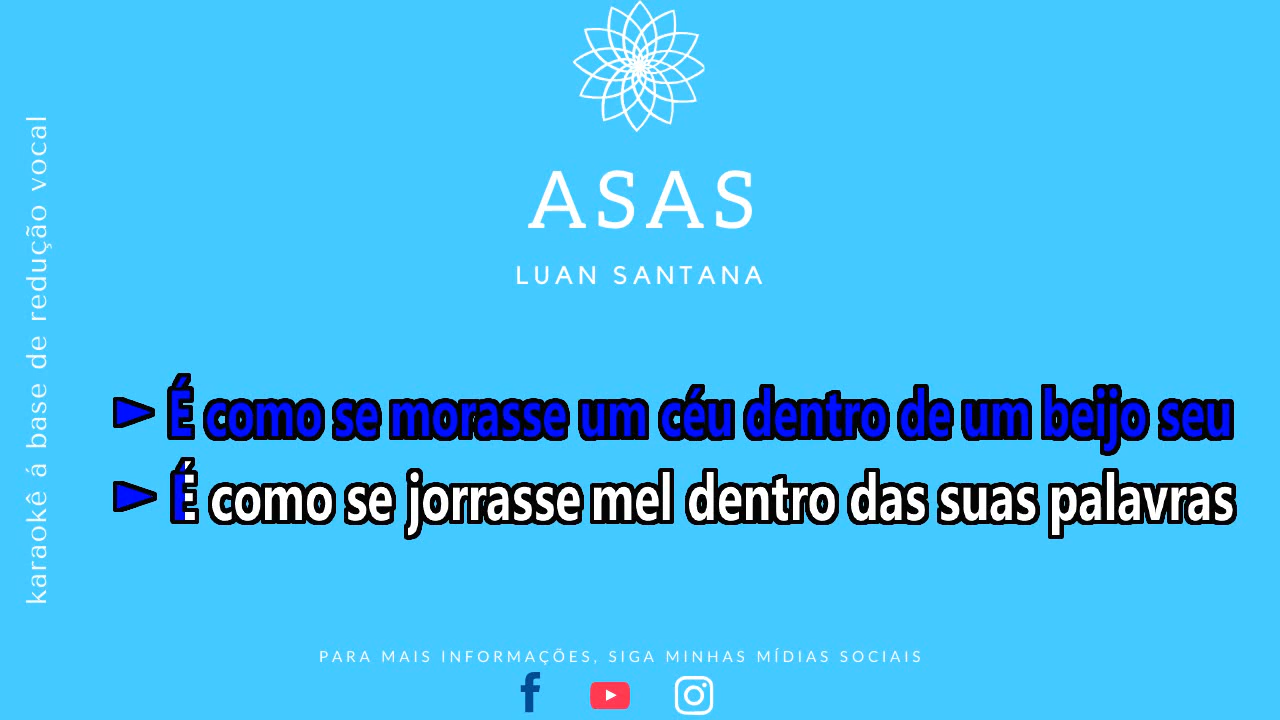 ASAS
LUAN SANTANA
► É como se morasse um céu dentro de um beijo seu
► É como se jorrasse mel dentro das suas palavras
karaokê á base de redução vocal
PARA MAIS INFORMAÇÕES, SIGA MINHAS MÍDIAS SOCIAIS